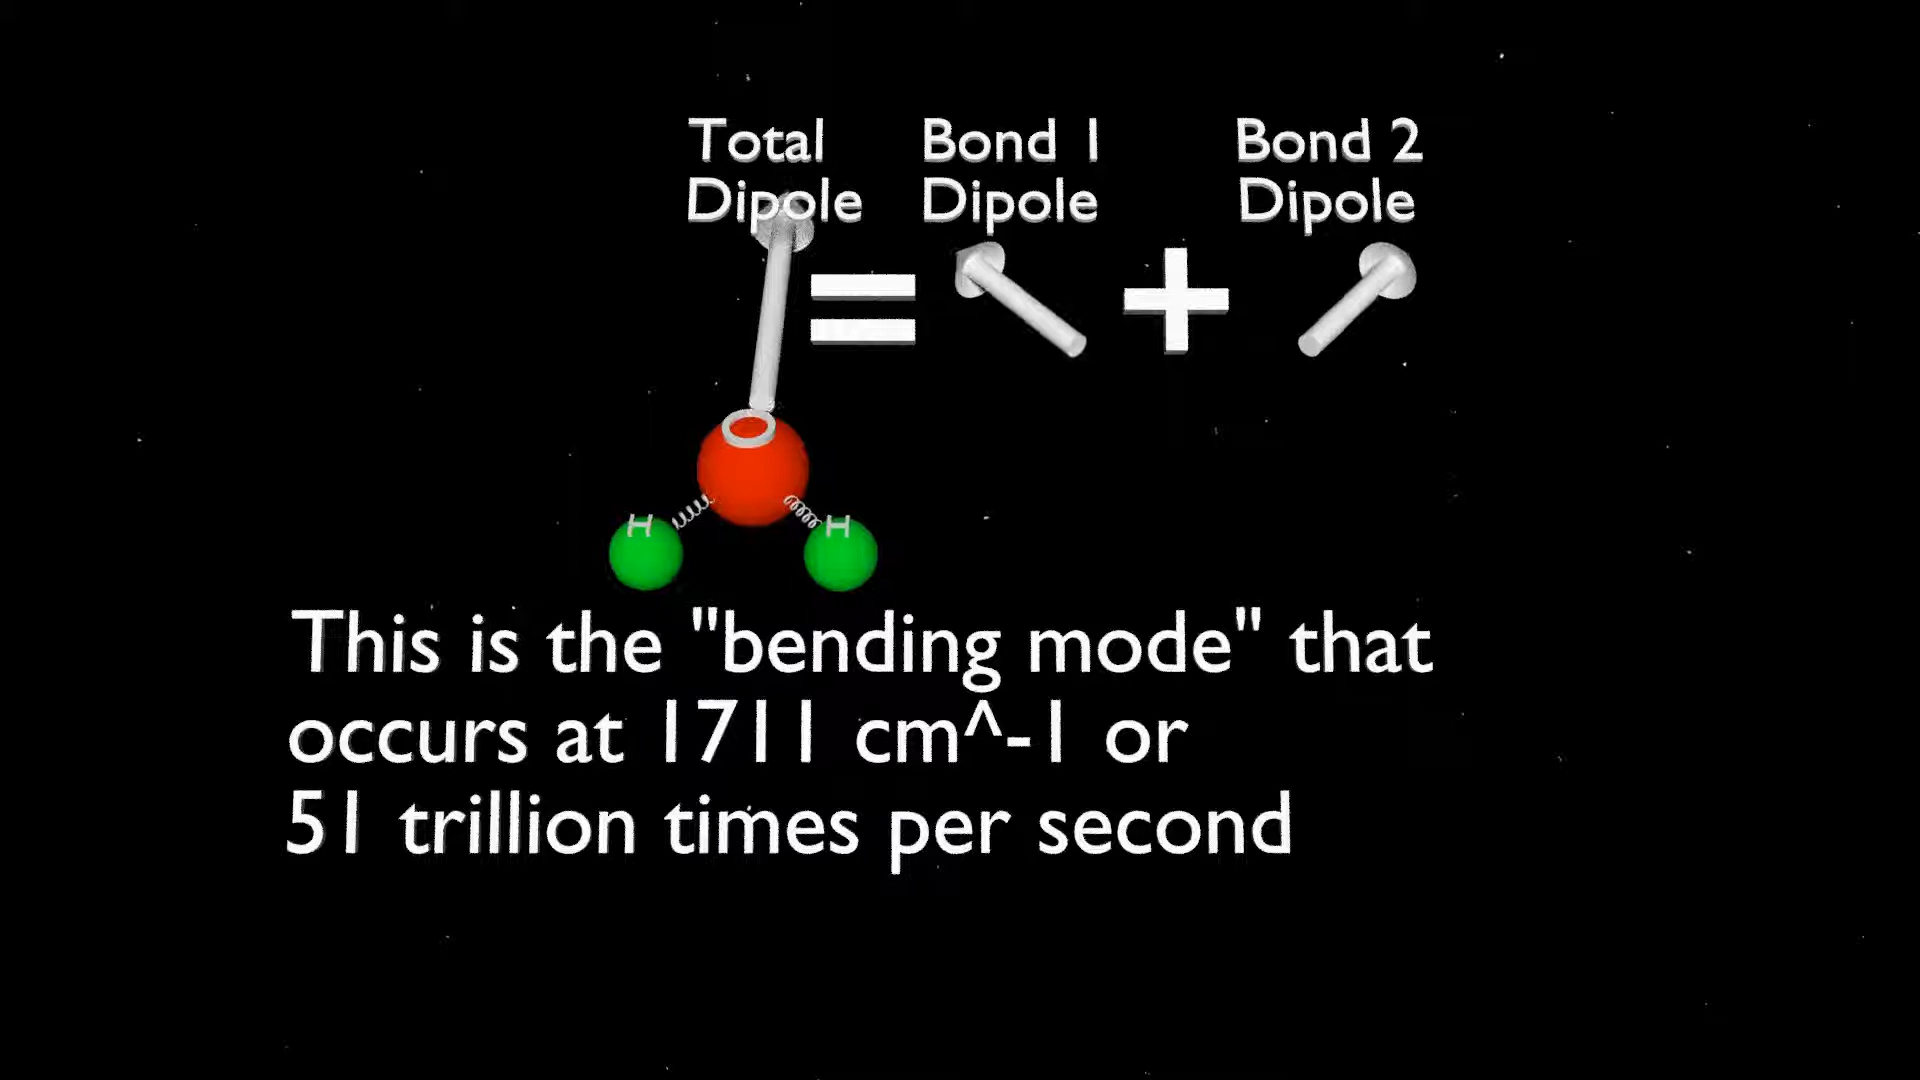 Total Dipole
Bond 1 Dipole
Bond 2 Dipole
=
+
O
H
H
This is the "bending mode" that
occurs at 1711 cm^-1 or
51 trillion times per second